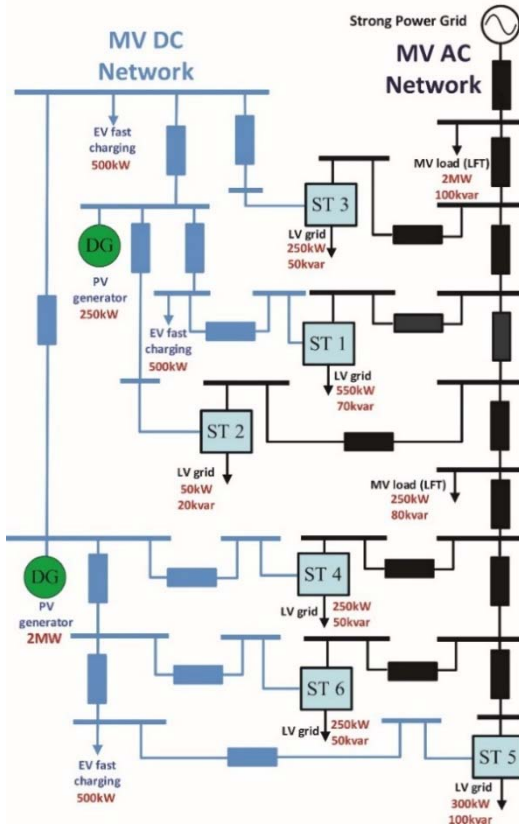 Strong Power Grid
MV DC
Network
MV AC
Network
EV fast
charging
500kW
MV load (LFT)
2MW
100kvar
ST 3
LV grid
250kW
50kvar
DG
PV
generator
250kW
EV fast
charging
500kW
ST 1
LV grid
550kW
70kvar
ST 2
LV grid
50kW
20kvar
MV load (LFT)
250kW
80kvar
DG
PV
generator
2MW
ST 4
LV grid
250kW
50kvar
ST 6
LV grid
250kW
50kvar
EV fast
charging
500kW
ST 5
LV grid
300kW
100kvar